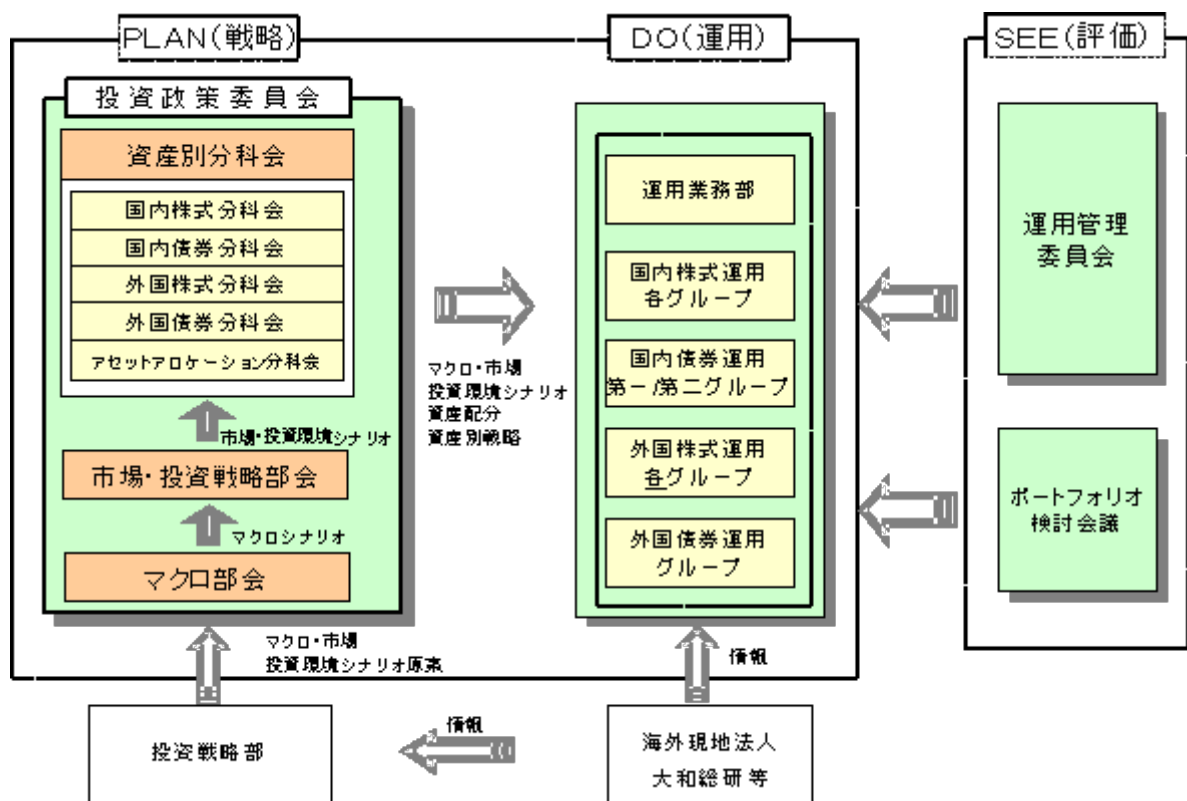 PLAN(戦略)
DO(運用)
SEE(評価)
投資政策委員会
資産別分科会
国内株式分科会
国内債券分科会
外国株式分科会
外国債券分科会
アセットアロケーション分科会
市場・投資環境シナリオ
市場・投資戦略部会
マクロシナリオ
マクロ部会
マクロ・市場
投資環境シナリオ
資産配分
資産別戦略
運用業務部
国内株式運用
各グループ
国内債券運用
第一/第二グループ
外国株式運用
各グループ
外国債券運用
グループ
運用管理
委員会
ポートフォリオ
検討会議
マクロ・市場
投資環境シナリオ原案
情報
投資戦略部
情報
海外現地法人
大和総研等